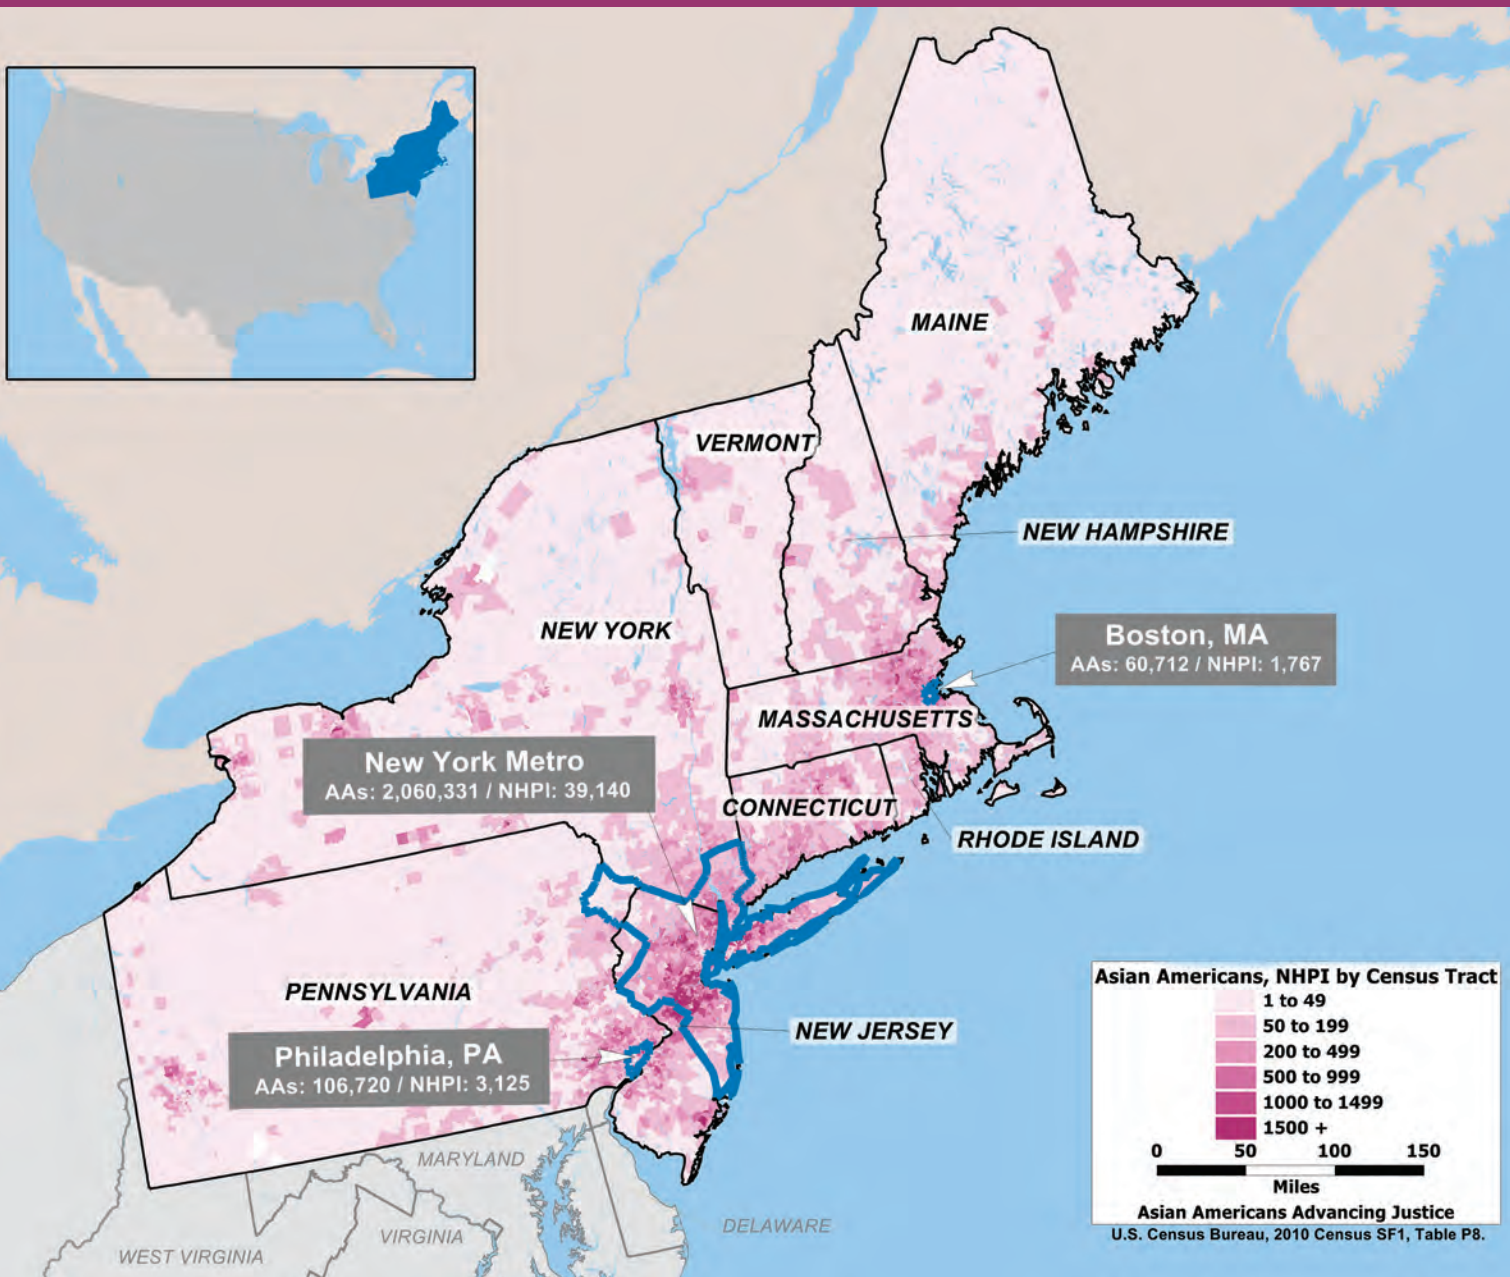 MAINE
VERMONT
NEW HAMPSHIRE
NEW YORK
Boston, MA
AAs: 60,712 / NHPI: 1,767
MASSACHUSETTS
New York Metro
AAs: 2,060,331 / NHPI: 39,140
CONNECTICUT
RHODE ISLAND
PENNSYLVANIA
NEW JERSEY
Philadelphia, PA
AAs: 106,720 / NHPI: 3,125
MARYLAND
DELAWARE
VIRGINIA
WEST VIRGINIA
Asian Americans, NHPI by Census Tract
1 to 49
50 to 199
200 to 499
500 to 999
1000 to 1499
1500 +
0 50 100 150
Miles
Asian Americans Advancing Justice
U.S. Census Bureau, 2010 Census SF1, Table P8.